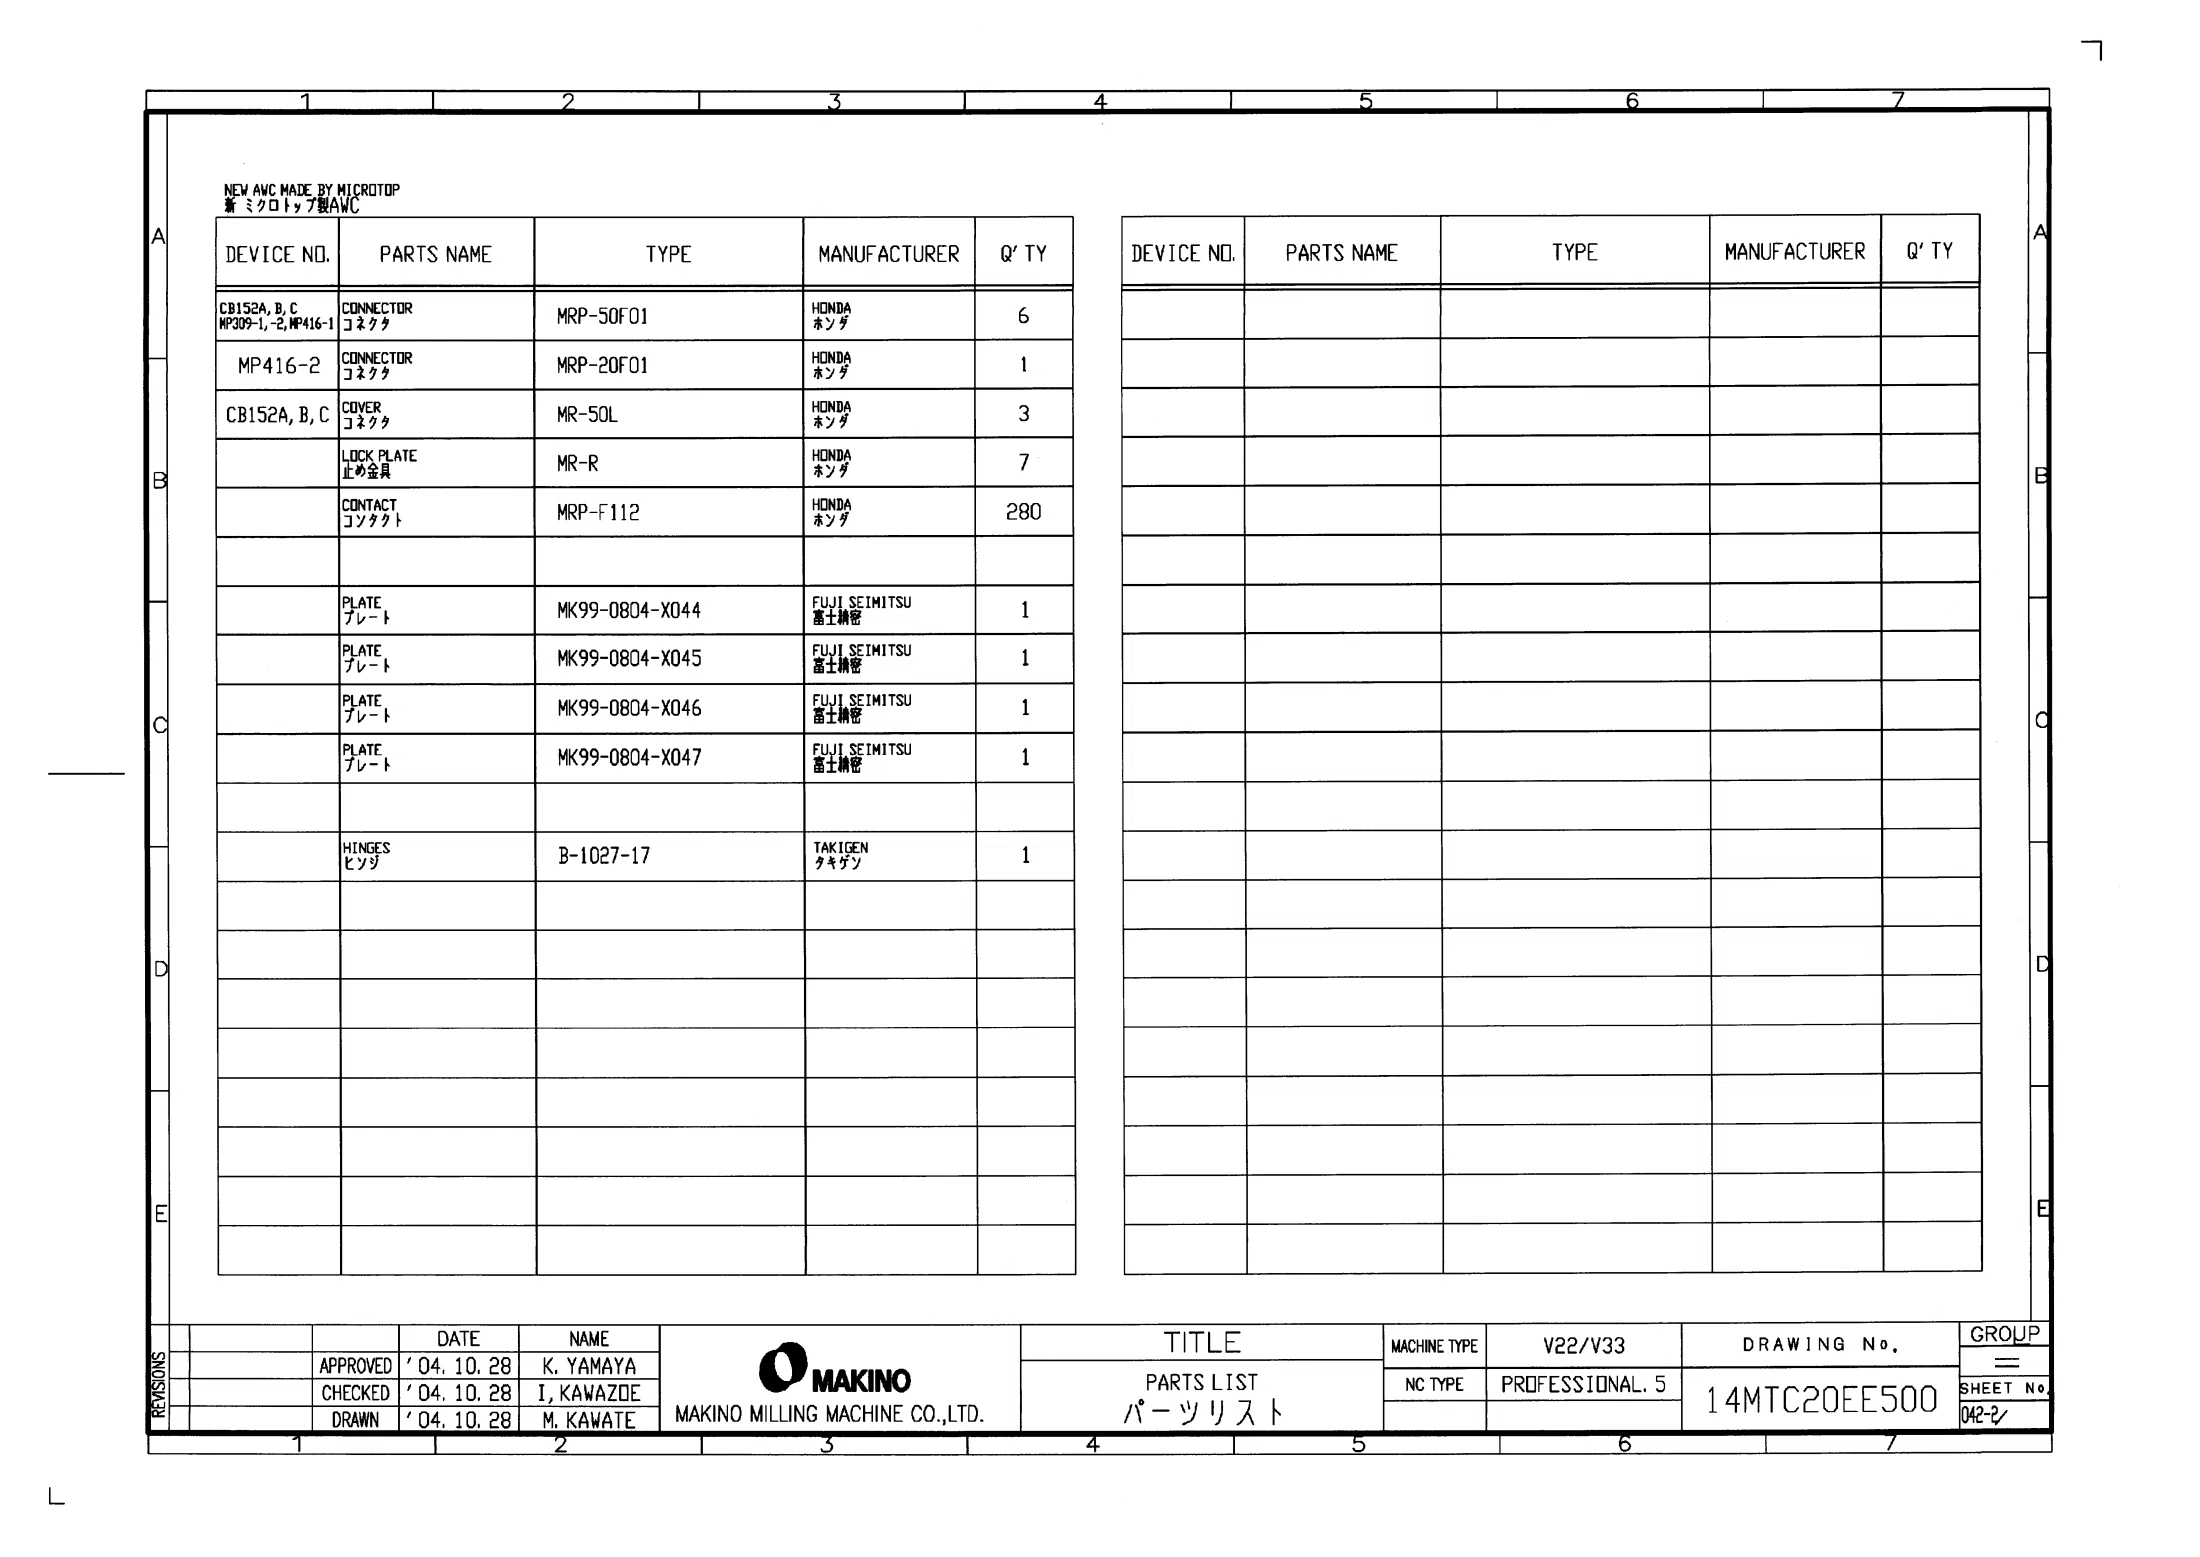 1 2 3 4 5 6 7
NEW AWC MADE BY MICROTOP
新 ミクロトップ製AWC
DEVICE NO. PARTS NAME TYPE MANUFACTURER Q'TY
CB152A, B, C
MP309-1, -2, MP416-1
CONNECTOR
コネクタ
MRP-50F01
HONDA
ホンダ
6
MP416-2
CONNECTOR
コネクタ
MRP-20F01
HONDA
ホンダ
1
CB152A, B, C
COVER
コネクタ
MR-50L
HONDA
ホンダ
3
LOCK PLATE
止め金具
MR-R
HONDA
ホンダ
7
CONTACT
コンタクト
MRP-F112
HONDA
ホンダ
280
PLATE
プレート
MK99-0804-X044
FUJI SEIMITSU
富士精密
1
PLATE
プレート
MK99-0804-X045
FUJI SEIMITSU
富士精密
1
PLATE
プレート
MK99-0804-X046
FUJI SEIMITSU
富士精密
1
PLATE
プレート
MK99-0804-X047
FUJI SEIMITSU
富士精密
1
HINGES
ヒンジ
B-1027-17
TAKIGEN
タキゲン
1
DEVICE NO. PARTS NAME TYPE MANUFACTURER Q'TY
A
B
C
D
E
A
B
C
D
E
REVISIONS
DATE NAME
APPROVED '04. 10. 28 K. YAMAYA
CHECKED '04. 10. 28 I, KAWAZOE
DRAWN '04. 10. 28 M. KAWATE
MAKINO
MAKINO MILLING MACHINE CO.,LTD.
TITLE
PARTS LIST
パーツリスト
MACHINE TYPE V22/V33
NC TYPE PROFESSIONAL. 5
DRAWING No.
14MTC20EE500
GROUP
=
SHEET No.
042-2/
1 2 3 4 5 6 7